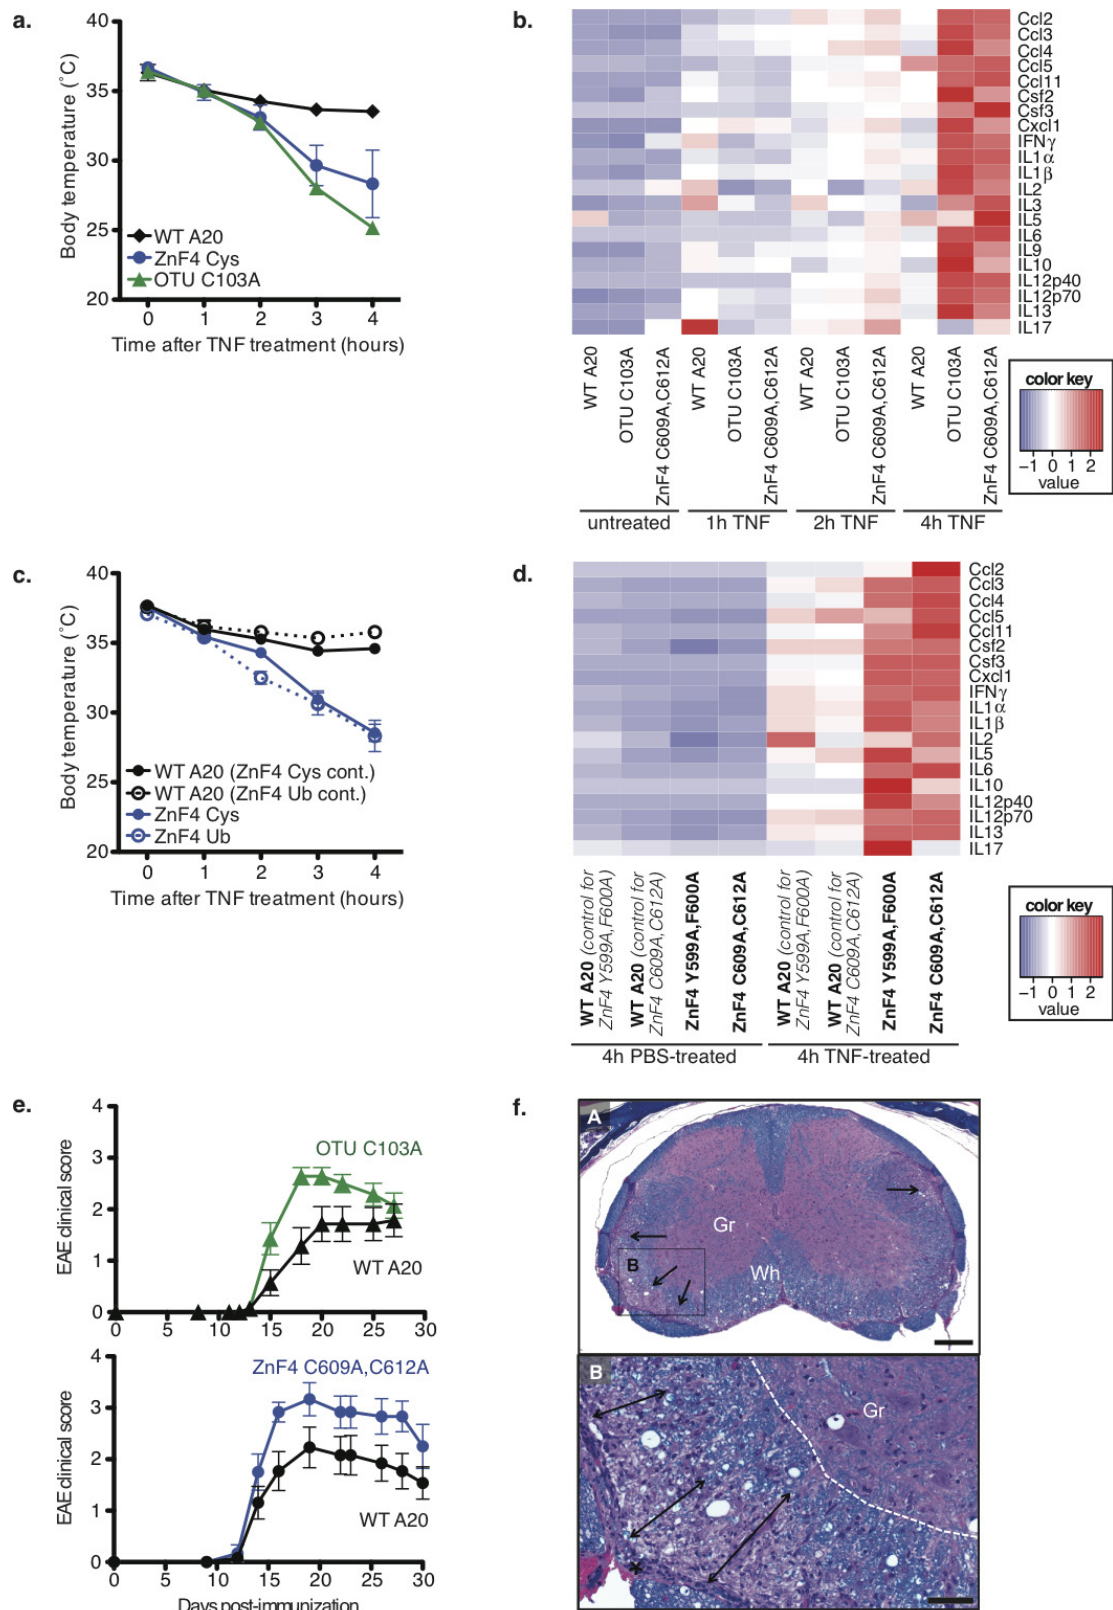 a.
40
35
30
25
20
Body temperature (˚C)
WT A20
ZnF4 Cys
OTU C103A
0 1 2 3 4
Time after TNF treatment (hours)
b.
Ccl2
Ccl3
Ccl4
Ccl5
Ccl11
Csf2
Csf3
Cxcl1
IFNγ
IL1α
IL1β
IL2
IL3
IL5
IL6
IL9
IL10
IL12p40
IL12p70
IL13
IL17
WT A20
OTU C103A
ZnF4 C609A,C612A
WT A20
OTU C103A
ZnF4 C609A,C612A
WT A20
OTU C103A
ZnF4 C609A,C612A
WT A20
OTU C103A
ZnF4 C609A,C612A
untreated
1h TNF
2h TNF
4h TNF
color key
−1 1 2
value
c.
40
35
30
25
20
Body temperature (˚C)
WT A20 (ZnF4 Cys cont.)
WT A20 (ZnF4 Ub cont.)
ZnF4 Cys
ZnF4 Ub
0 1 2 3 4
Time after TNF treatment (hours)
d.
Ccl2
Ccl3
Ccl4
Ccl5
Ccl11
Csf2
Csf3
Cxcl1
IFNγ
IL1α
IL1β
IL2
IL5
IL6
IL10
IL12p40
IL12p70
IL13
IL17
WT A20 (control for
ZnF4 Y599A,F600A)
WT A20 (control for
ZnF4 C609A,C612A)
ZnF4 Y599A,F600A
ZnF4 C609A,C612A
WT A20 (control for
ZnF4 Y599A,F600A)
WT A20 (control for
ZnF4 C609A,C612A)
ZnF4 Y599A,F600A
ZnF4 C609A,C612A
4h PBS-treated
4h TNF-treated
color key
−1 1 2
value
e.
4
3
2
1
0
EAE clinical score
OTU C103A
WT A20
0 5 10 15 20 25 30
4
3
2
1
0
EAE clinical score
ZnF4 C609A,C612A
WT A20
0 5 10 15 20 25 30
Days post-immunization
f.
A
Gr
B
Wh
B
Gr
*